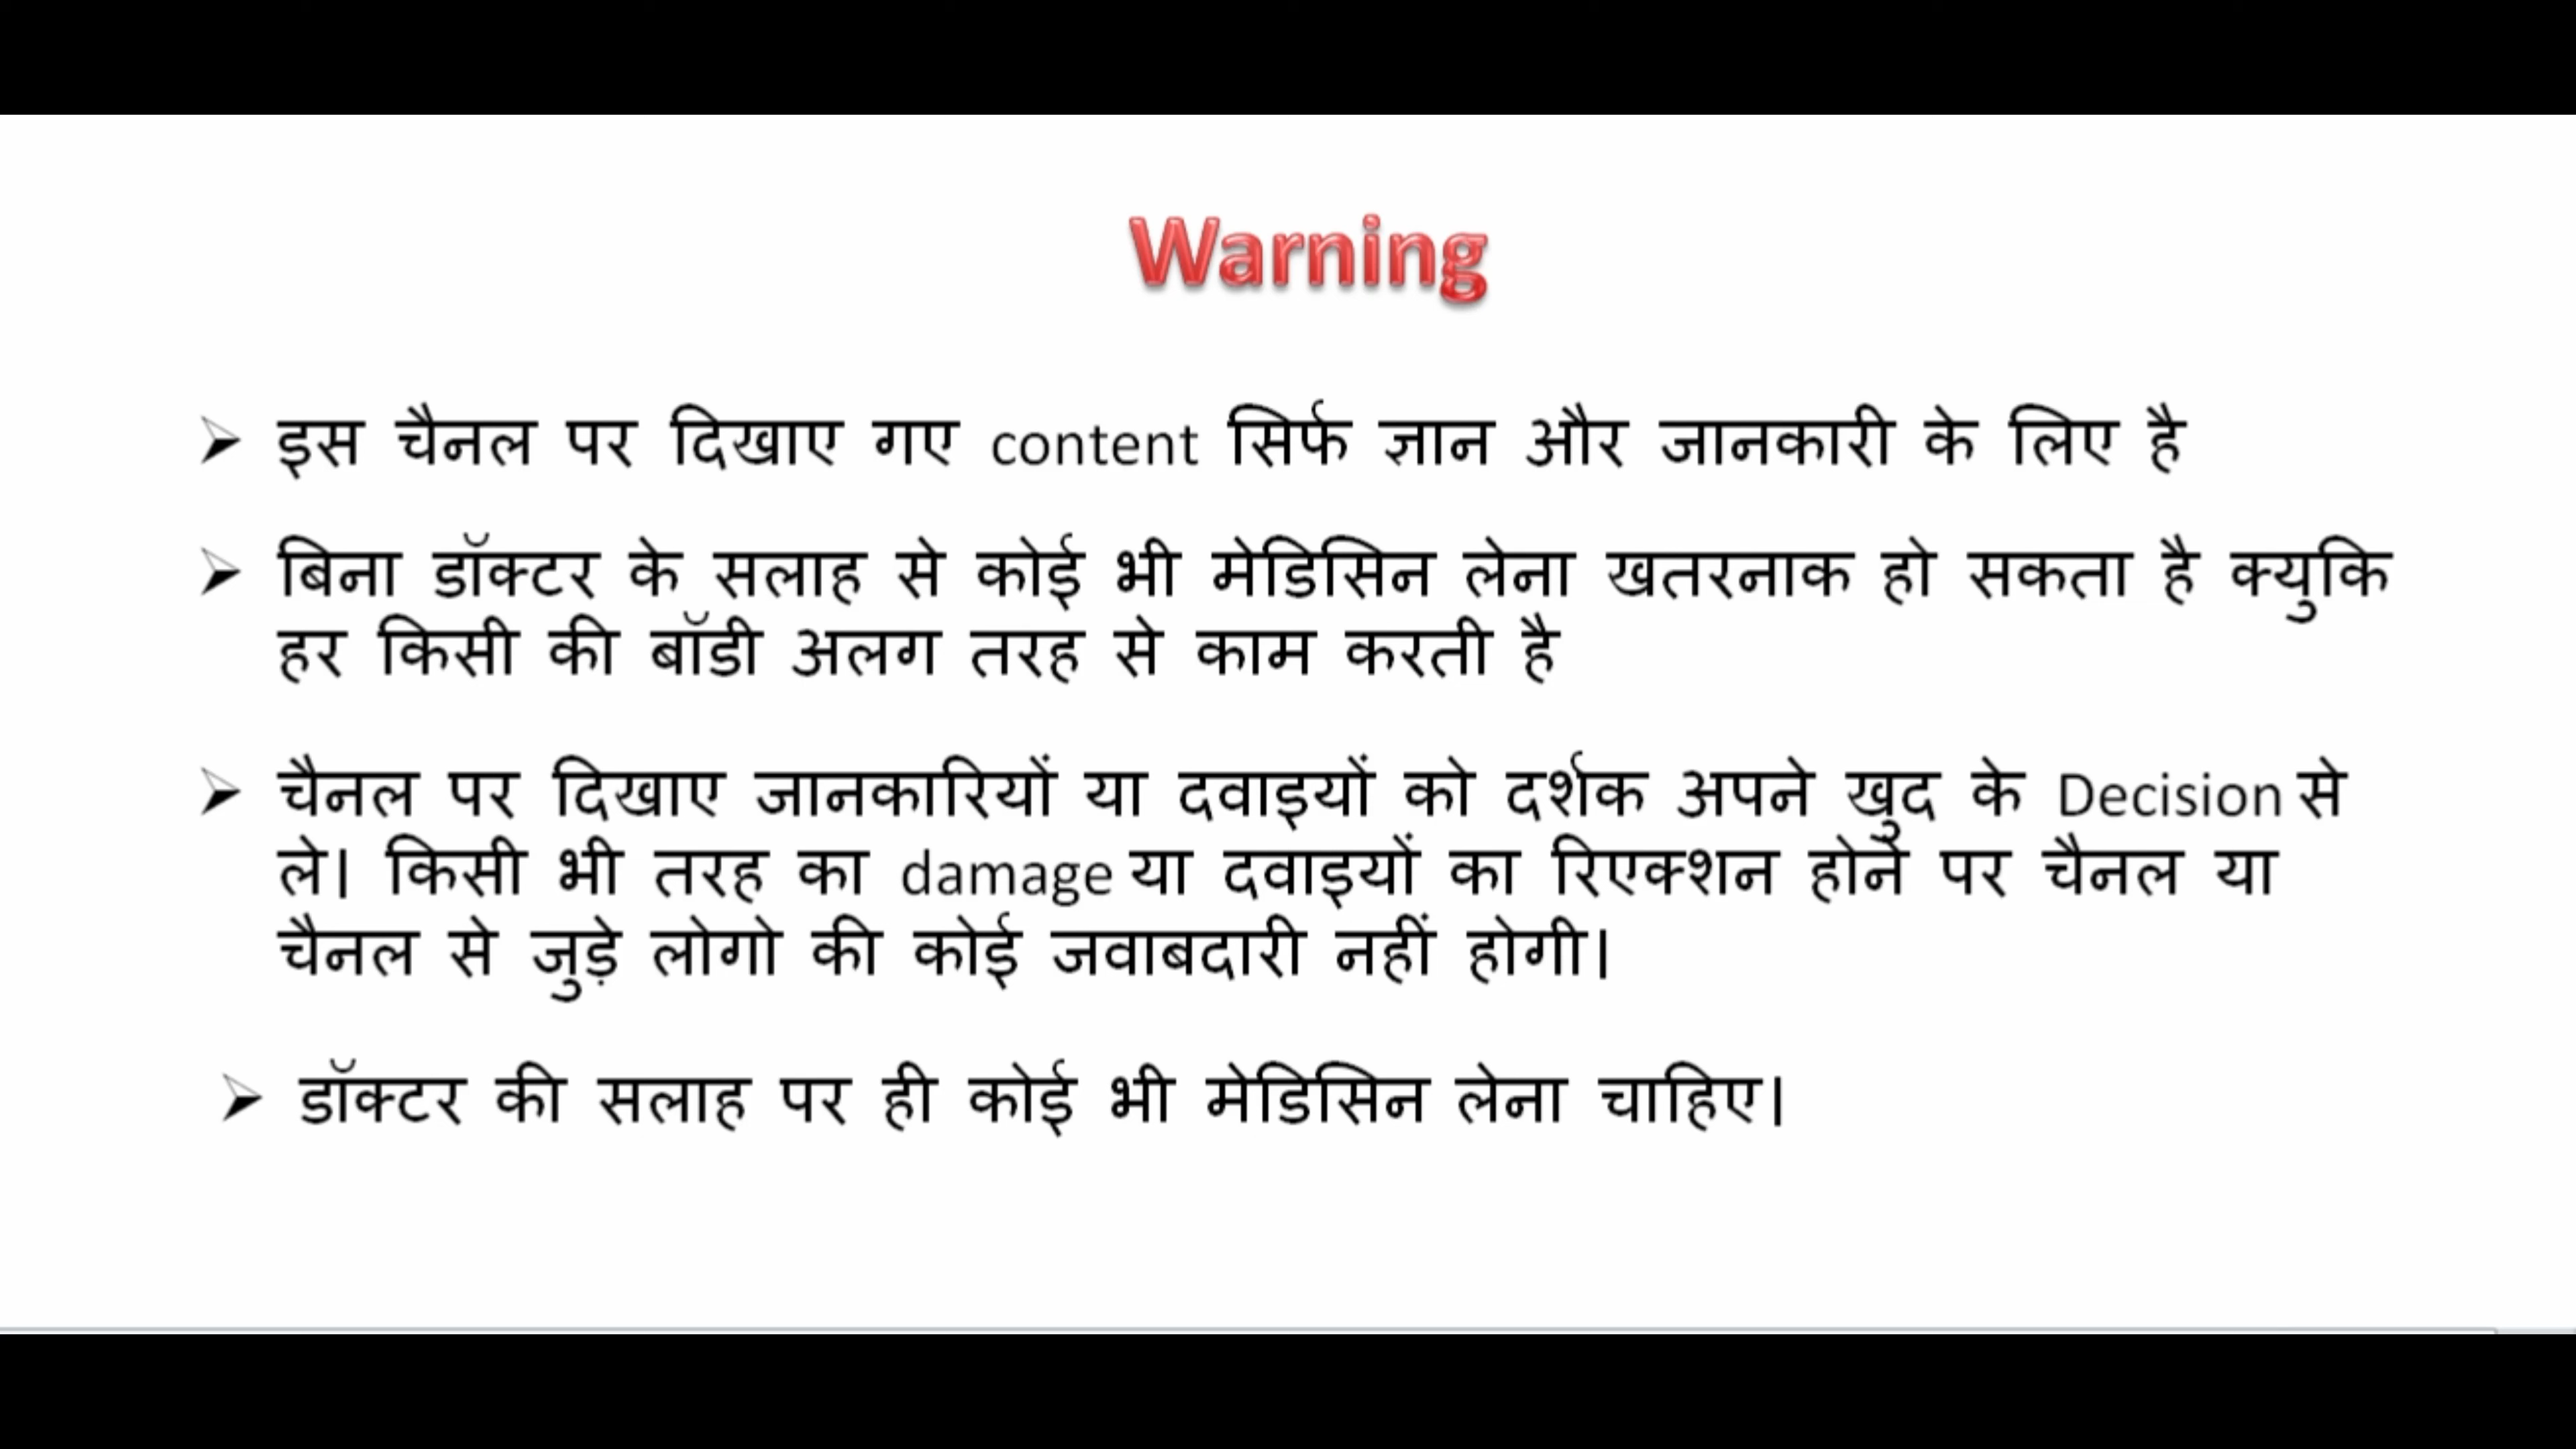 Warning
➢ इस चैनल पर दिखाए गए content सिर्फ ज्ञान और जानकारी के लिए है
➢ बिना डॉक्टर के सलाह से कोई भी मेडिसिन लेना खतरनाक हो सकता है क्युकि
हर किसी की बॉडी अलग तरह से काम करती है
➢ चैनल पर दिखाए जानकारियों या दवाइयों को दर्शक अपने खुद के Decision से
ले। किसी भी तरह का damage या दवाइयों का रिएक्शन होने पर चैनल या
चैनल से जुड़े लोगो की कोई जवाबदारी नहीं होगी।
➢ डॉक्टर की सलाह पर ही कोई भी मेडिसिन लेना चाहिए।